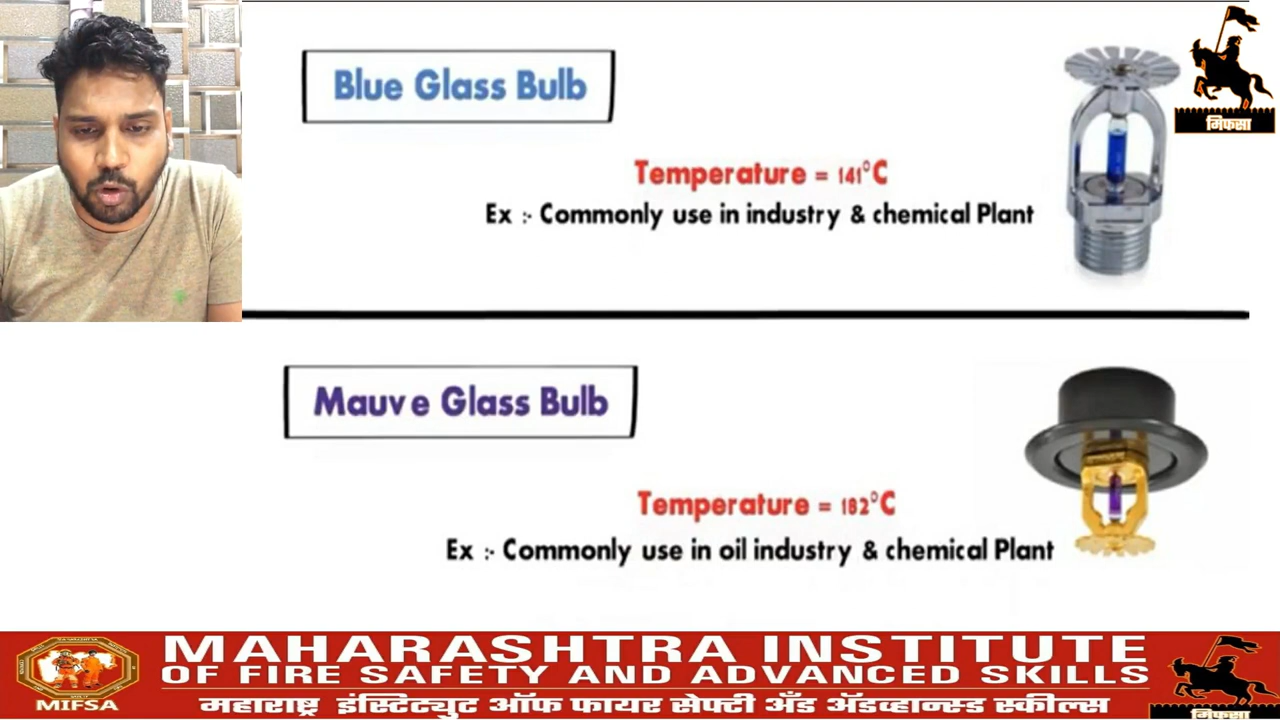 Blue Glass Bulb
Temperature = 141°C
Ex :- Commonly use in industry & chemical Plant
मिफसा
Mauve Glass Bulb
Temperature = 182°C
Ex :- Commonly use in oil industry & chemical Plant
MAHARASHTRA INSTITUTE
OF FIRE SAFETY AND ADVANCED SKILLS
महाराष्ट्र इंस्टिट्युट ऑफ फायर सेफ्टी अँड ॲडव्हान्स्ड स्कील्स
MIFSA
मिफसा